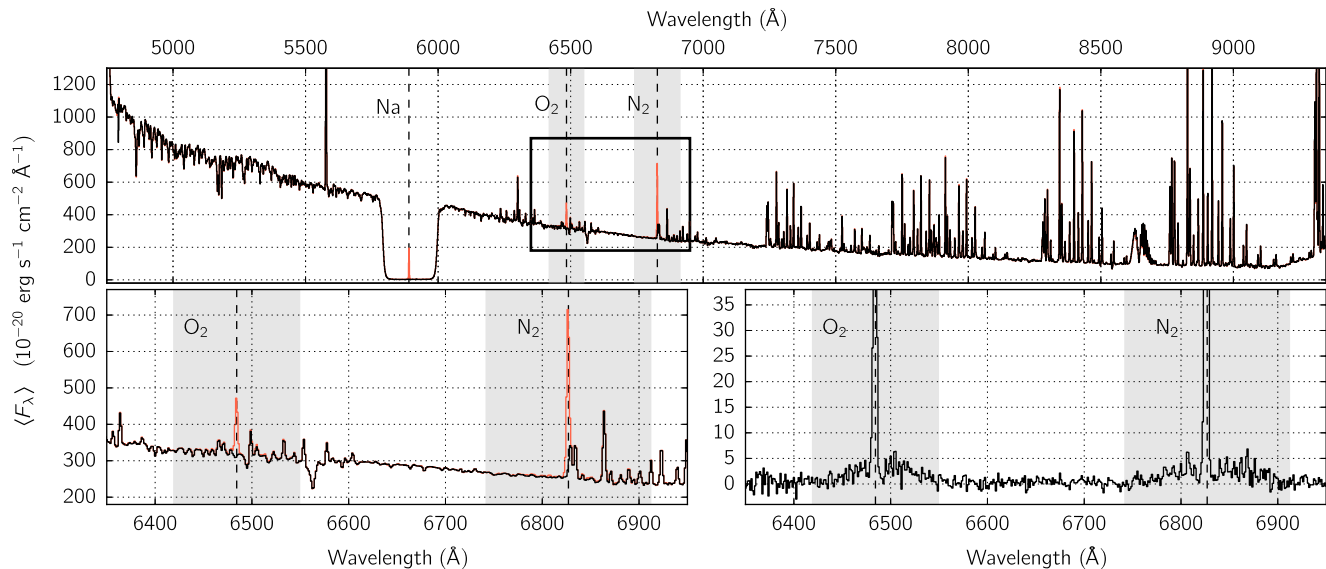 Wavelength (Å)
5000 5500 6000 6500 7000 7500 8000 8500 9000
1200
1000
800
600
400
200
0
Na
O₂
N₂
⟨Fλ⟩ (10⁻²⁰ erg s⁻¹ cm⁻² Å⁻¹)
700
600
500
400
300
200
O₂
N₂
6400 6500 6600 6700 6800 6900
Wavelength (Å)
35
30
25
20
15
10
5
0
O₂
N₂
6400 6500 6600 6700 6800 6900
Wavelength (Å)